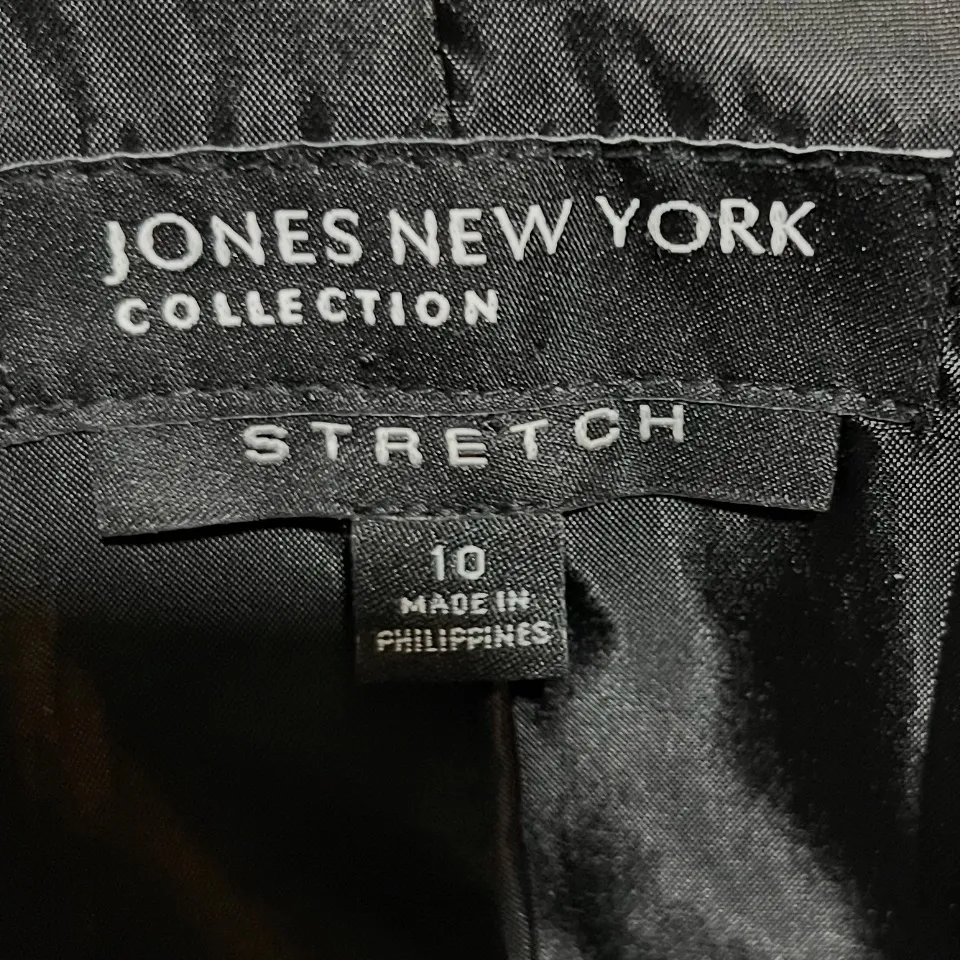 JONES NEW YORK
COLLECTION
STRETCH
10
MADE IN
PHILIPPINES